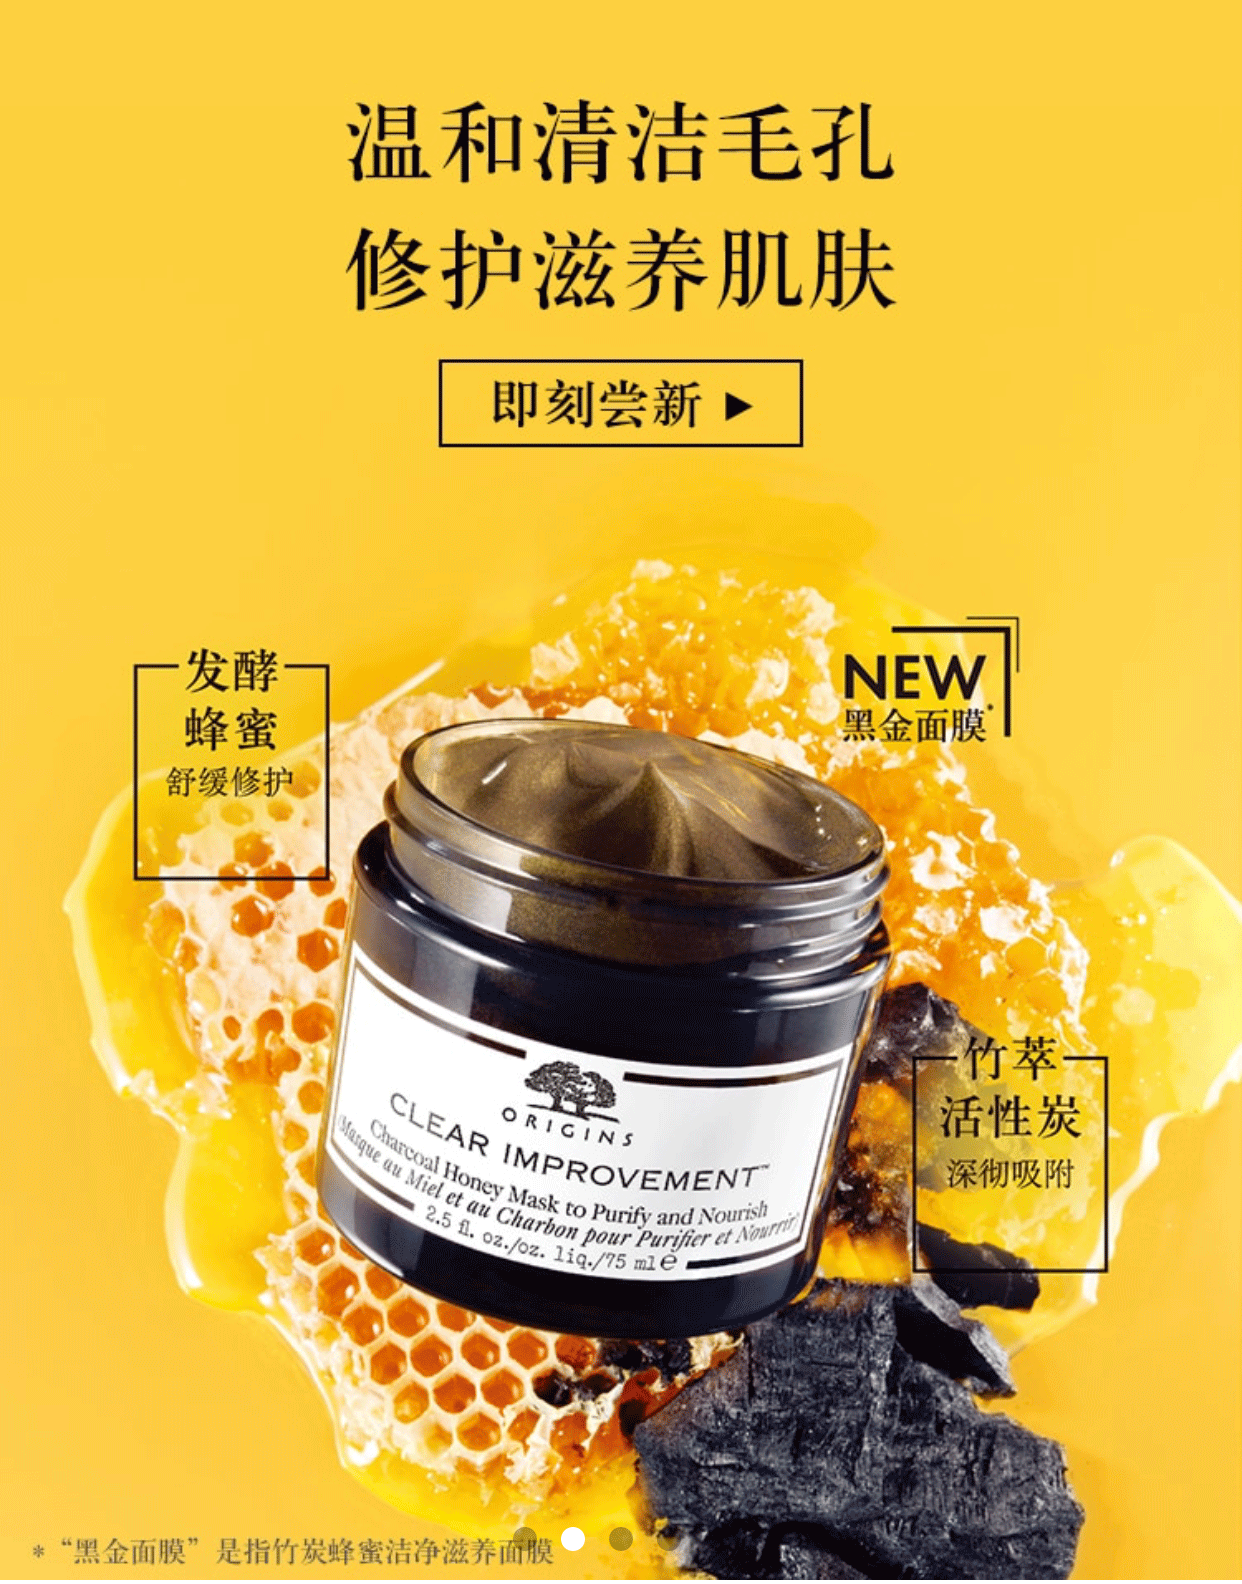 温和清洁毛孔
修护滋养肌肤
即刻尝新 ▶
发酵
蜂蜜
舒缓修护
NEW
黑金面膜*
ORIGINS
CLEAR IMPROVEMENT™
Charcoal Honey Mask to Purify and Nourish
(Masque au Miel et au Charbon pour Purifier et Nourrir)
2.5 fl. oz./oz. liq./75 ml e
竹萃
活性炭
深彻吸附
*“黑金面膜”是指竹炭蜂蜜洁净滋养面膜